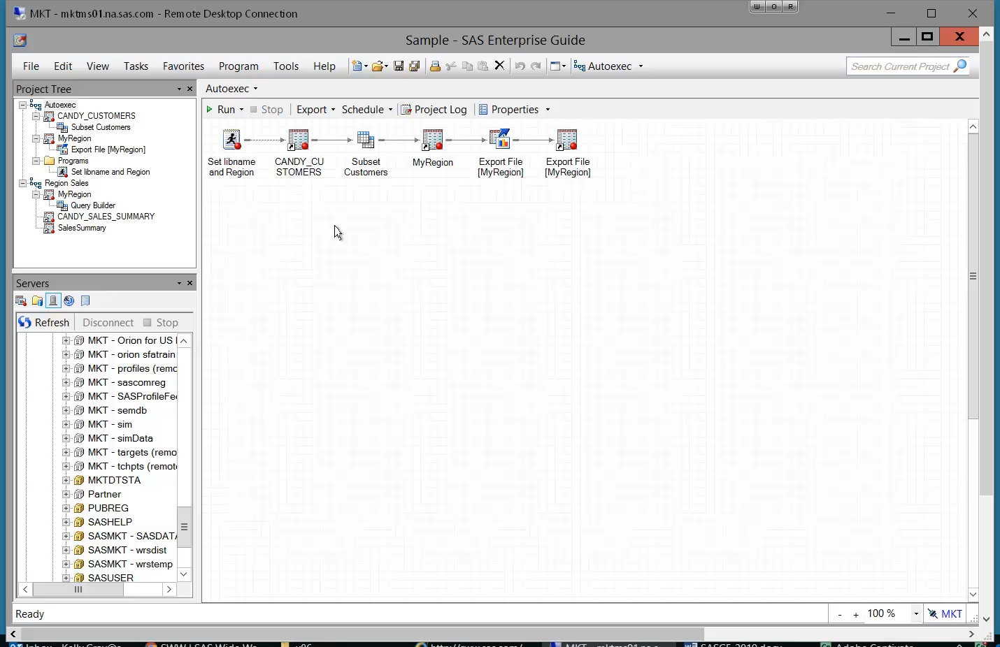 MKT - mktms01.na.sas.com - Remote Desktop Connection
W O R
Sample - SAS Enterprise Guide
File Edit View Tasks Favorites Program Tools Help Autoexec Search Current Project
Project Tree
Autoexec
CANDY_CUSTOMERS
Subset Customers
MyRegion
Export File [MyRegion]
Programs
Set libname and Region
Region Sales
MyRegion
Query Builder
CANDY_SALES_SUMMARY
SalesSummary
Autoexec
Run Stop Export Schedule Project Log Properties
Set libname
and Region
CANDY_CU
STOMERS
Subset
Customers
MyRegion
Export File
[MyRegion]
Export File
[MyRegion]
Servers
Refresh Disconnect Stop
MKT - Orion for US
MKT - orion sfatrain
MKT - profiles (remo
MKT - sascomreg
MKT - SASProfileFe
MKT - semdb
MKT - sim
MKT - simData
MKT - targets (remo
MKT - tchpts (remot
MKTDTSTA
Partner
PUBREG
SASHELP
SASMKT - SASDATA
SASMKT - wrsdist
SASMKT - wrstemp
SASUSER
Ready
- + 100 % MKT